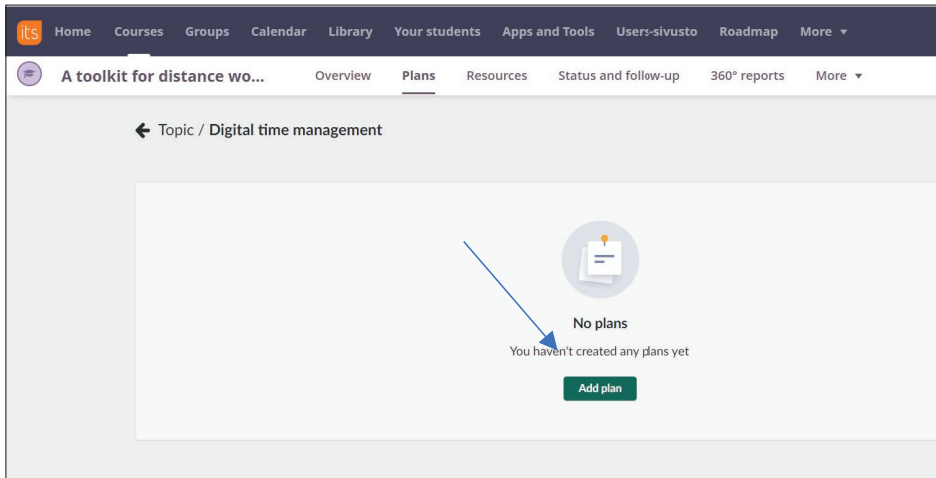 its Home Courses Groups Calendar Library Your students Apps and Tools Users-sivusto Roadmap More
A toolkit for distance wo... Overview Plans Resources Status and follow-up 360° reports More
Topic / Digital time management
No plans
You haven't created any plans yet
Add plan